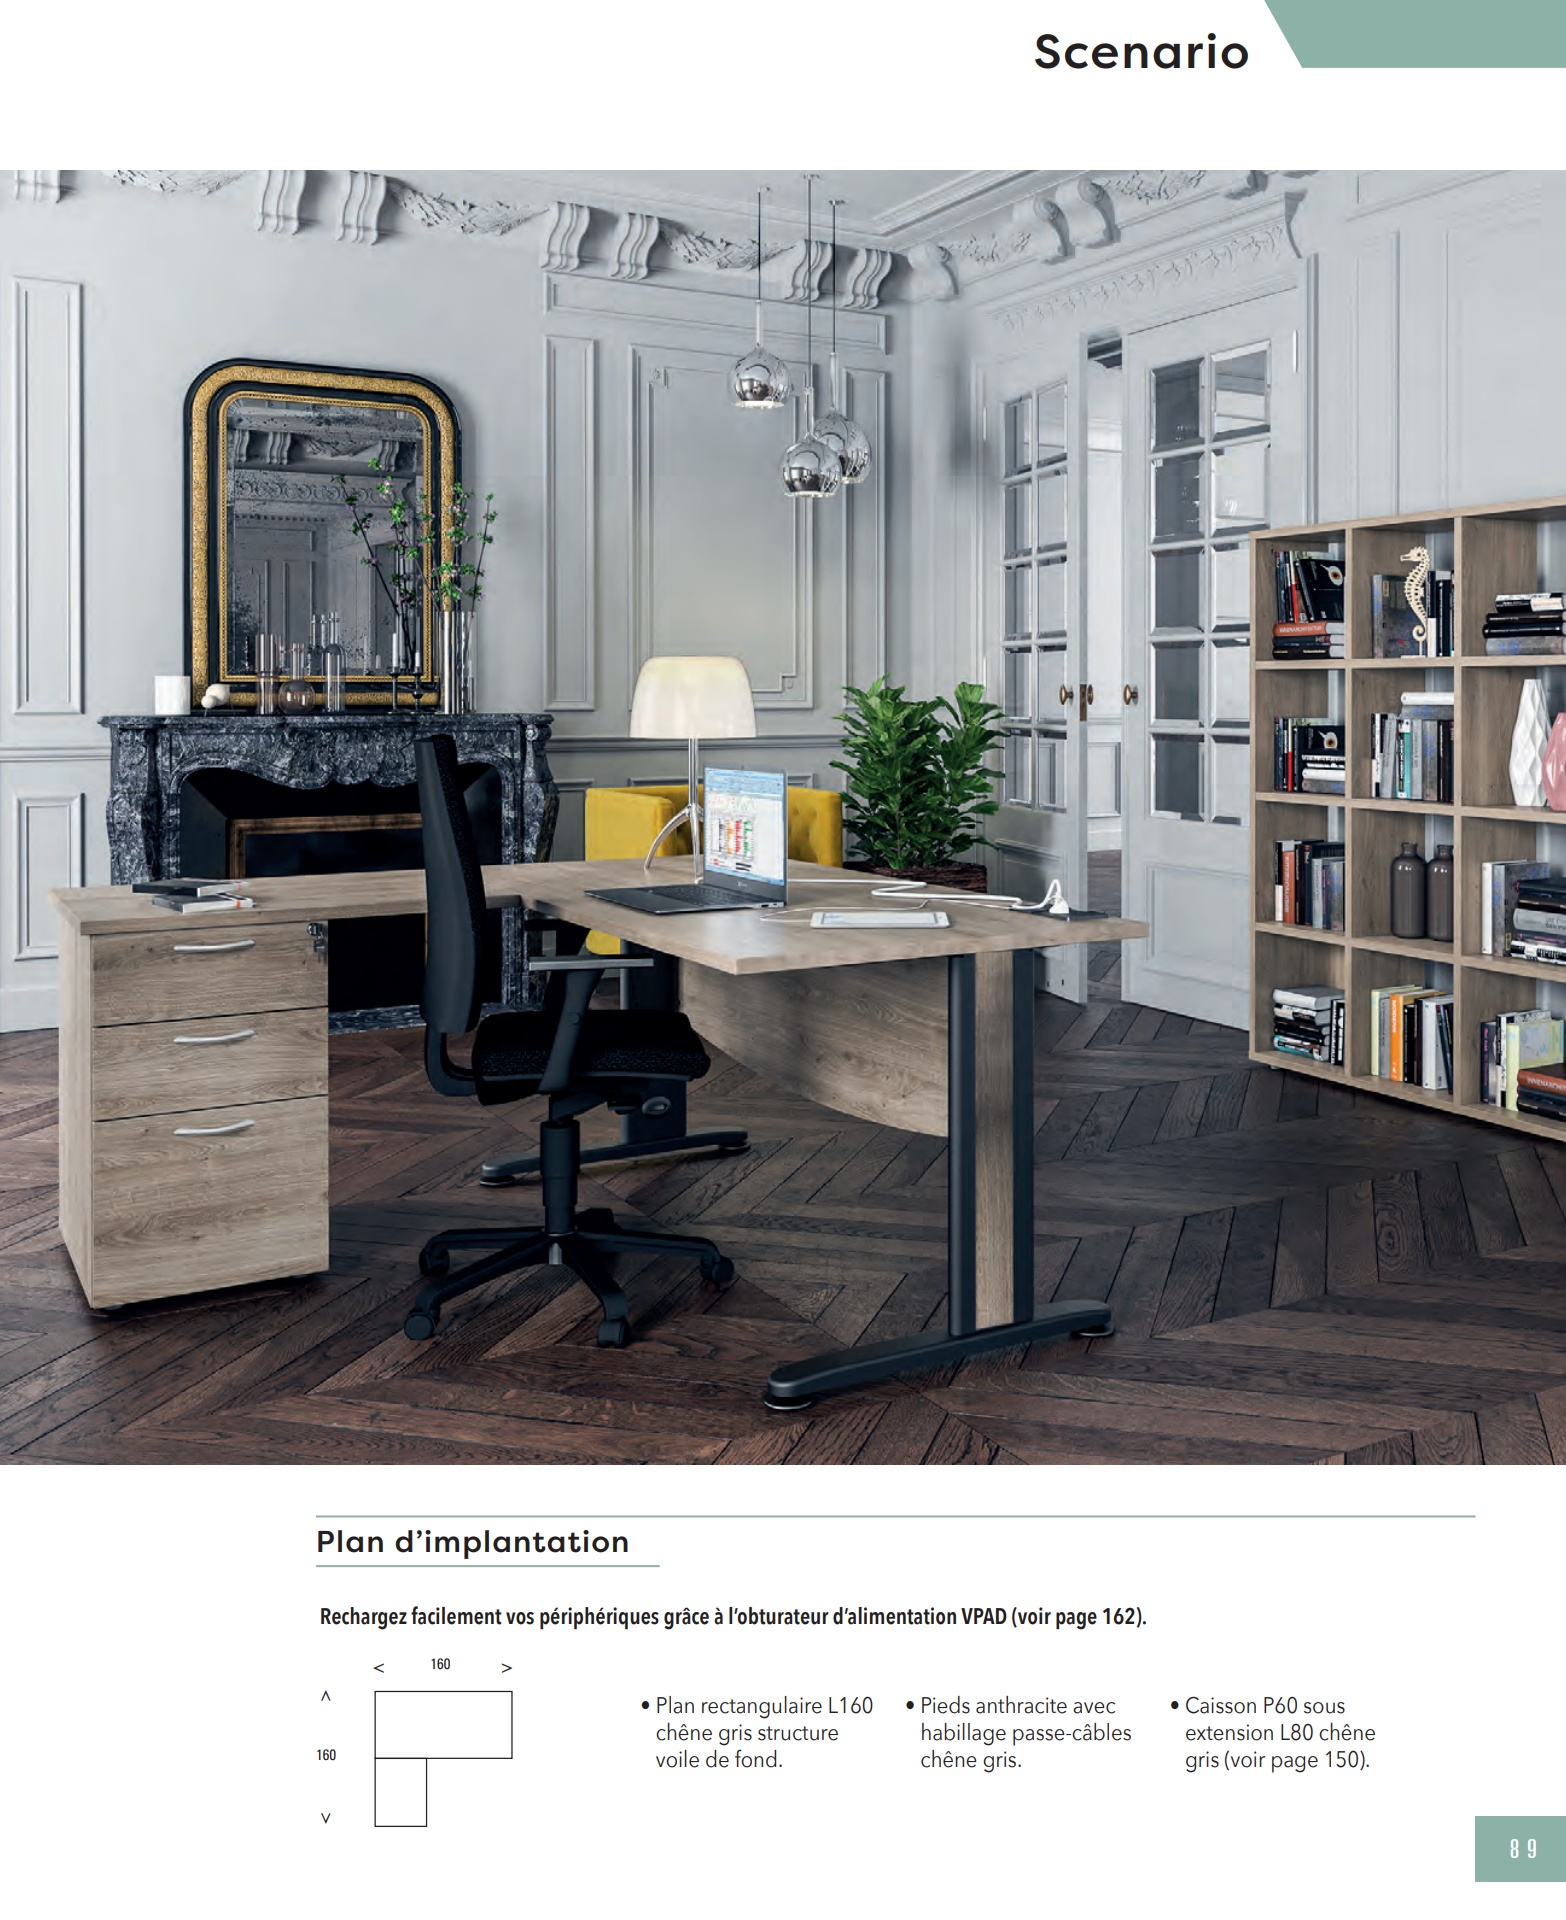 Scenario
INNENARCHITEKTUR
Plan d’implantation
Rechargez facilement vos périphériques grâce à l’obturateur d’alimentation VPAD (voir page 162).
< 160 >
<
160
>
• Plan rectangulaire L160
chêne gris structure
voile de fond.
• Pieds anthracite avec
habillage passe-câbles
chêne gris.
• Caisson P60 sous
extension L80 chêne
gris (voir page 150).
89